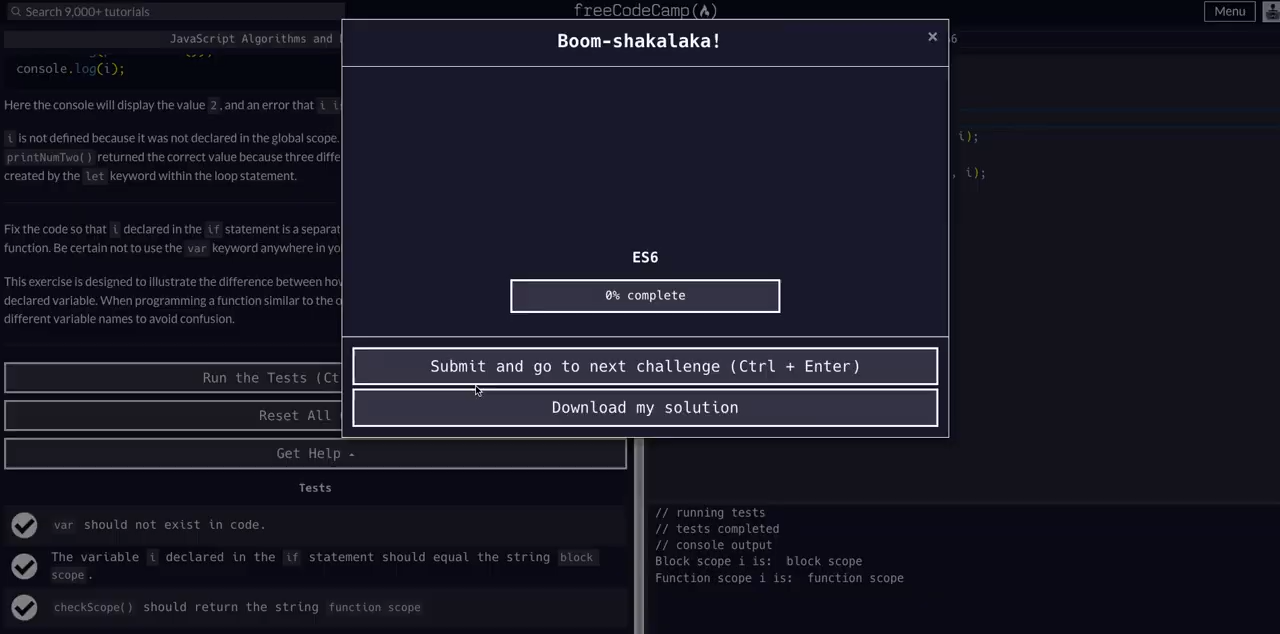 Search 9,000+ tutorials
freeCodeCamp
Menu
JavaScript Algorithms and
console.log(i);
Here the console will display the value 2, and an error that i
i is not defined because it was not declared in the global scope.
printNumTwo() returned the correct value because three
created by the let keyword within the loop statement.
Fix the code so that i declared in the if statement is a
function. Be certain not to use the var keyword anywhere in
This exercise is designed to illustrate the difference between
declared variable. When programming a function similar to the
different variable names to avoid confusion.
Run the Tests
Reset All
Get Help
Tests
var should not exist in code.
The variable i declared in the if statement should equal the string block
scope.
checkScope() should return the string function scope
Boom-shakalaka!
×
ES6
0% complete
Submit and go to next challenge (Ctrl + Enter)
Download my solution
i);
, i);
// running tests
// tests completed
// console output
Block scope i is:  block scope
Function scope i is:  function scope